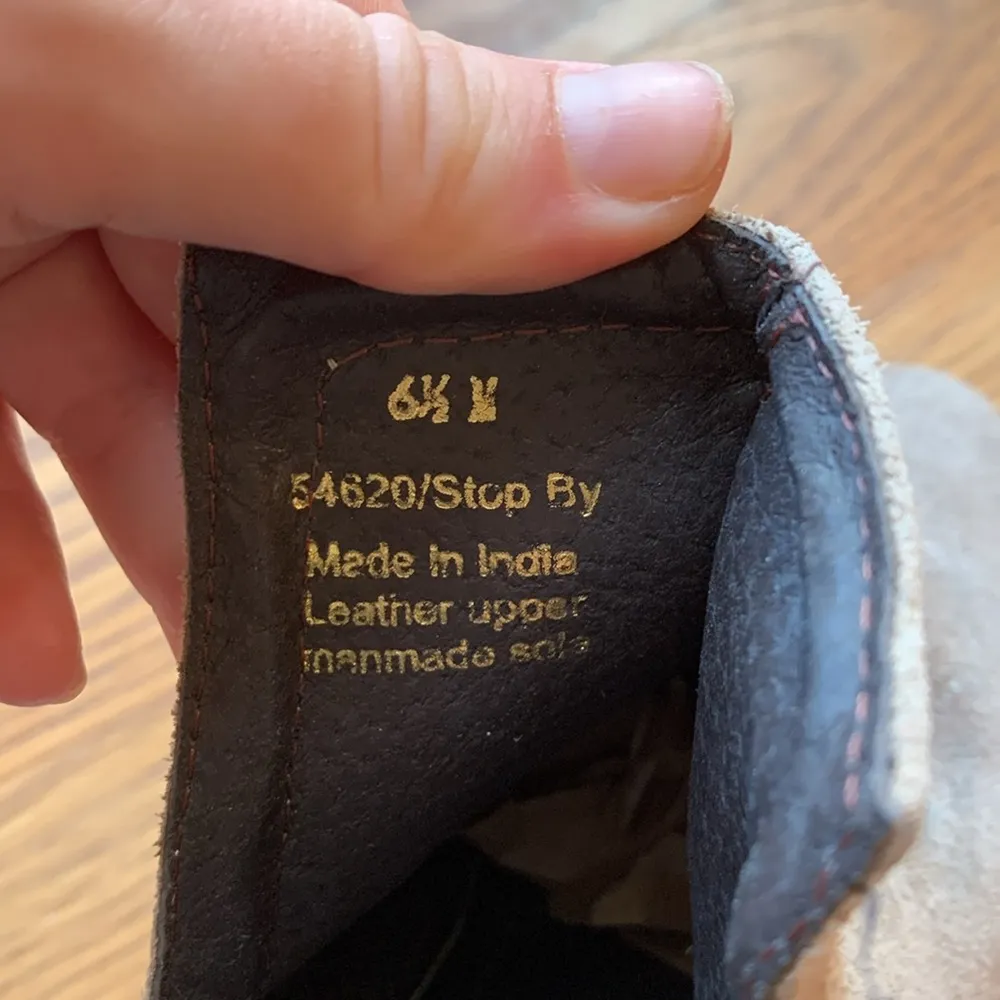 6½ M
54620/Stop By
Made In India
Leather upper
manmade sole